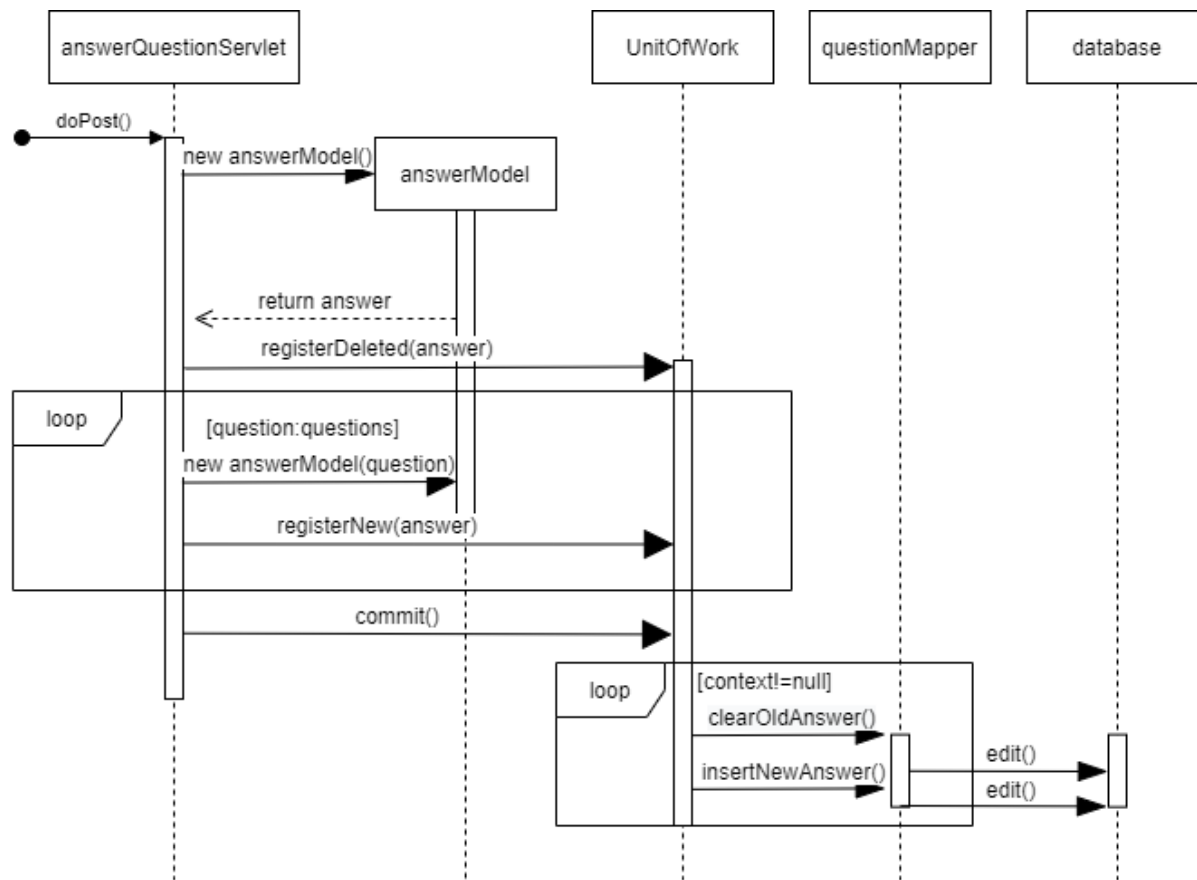 answerQuestionServlet
UnitOfWork
questionMapper
database
doPost()
new answerModel()
answerModel
return answer
registerDeleted(answer)
loop
[question:questions]
new answerModel(question)
registerNew(answer)
commit()
loop
[context!=null]
clearOldAnswer()
edit()
insertNewAnswer()
edit()